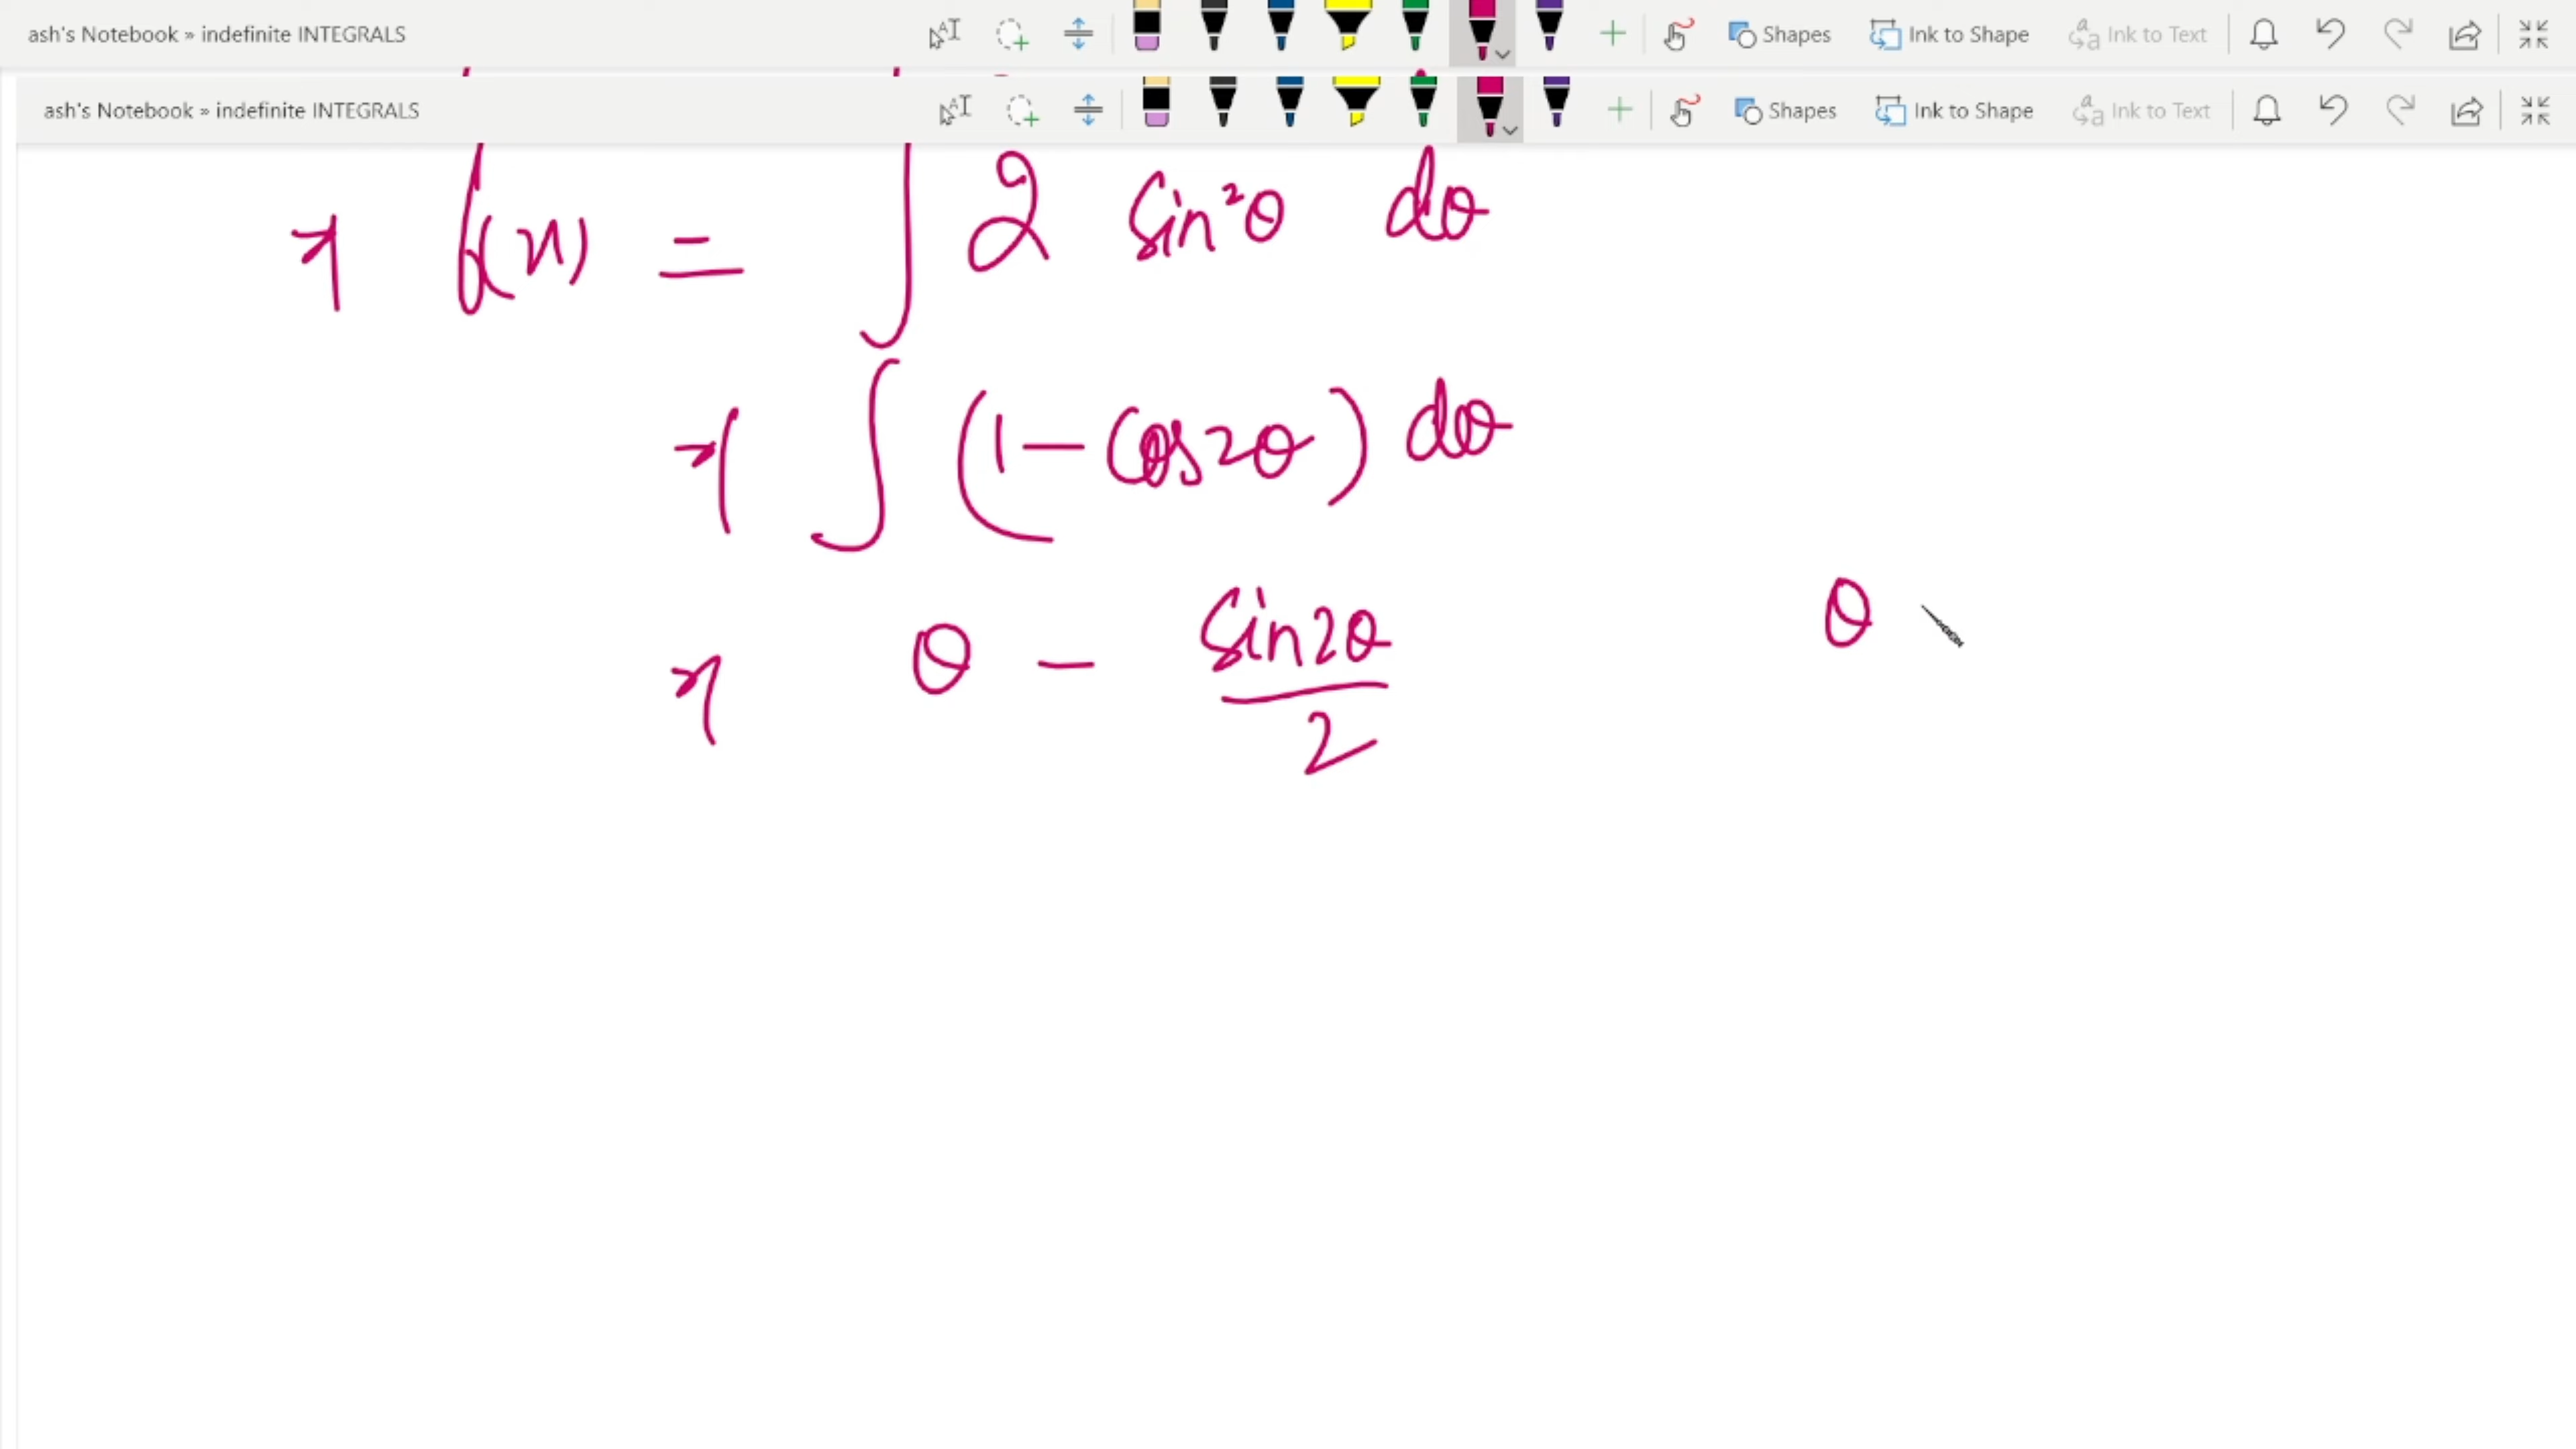 ash's Notebook » indefinite INTEGRALS Shapes Ink to Shape Ink to Text
ash's Notebook » indefinite INTEGRALS Shapes Ink to Shape Ink to Text
f(x) = ∫ 2 sin²θ dθ
∫ (1 - cos2θ) dθ
θ - sin2θ/2 θ